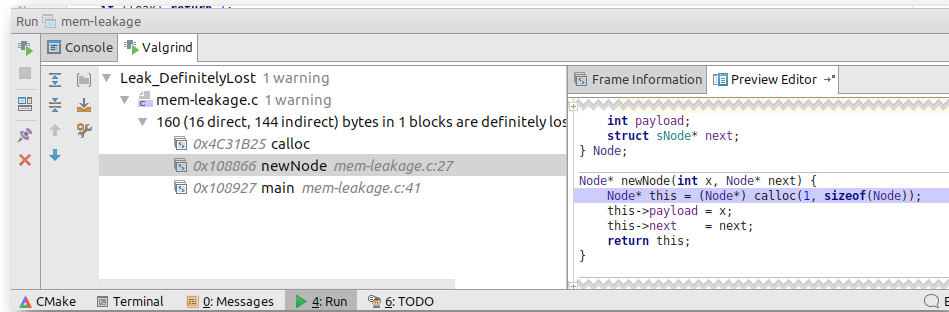 Run mem-leakage
Console Valgrind
Leak_DefinitelyLost 1 warning
mem-leakage.c 1 warning
160 (16 direct, 144 indirect) bytes in 1 blocks are definitely los
0x4C31B25 calloc
0x108866 newNode mem-leakage.c:27
0x108927 main mem-leakage.c:41
Frame Information Preview Editor
int payload;
struct sNode* next;
} Node;
Node* newNode(int x, Node* next) {
Node* this = (Node*) calloc(1, sizeof(Node));
this->payload = x;
this->next    = next;
return this;
}
CMake Terminal 0: Messages 4: Run 6: TODO